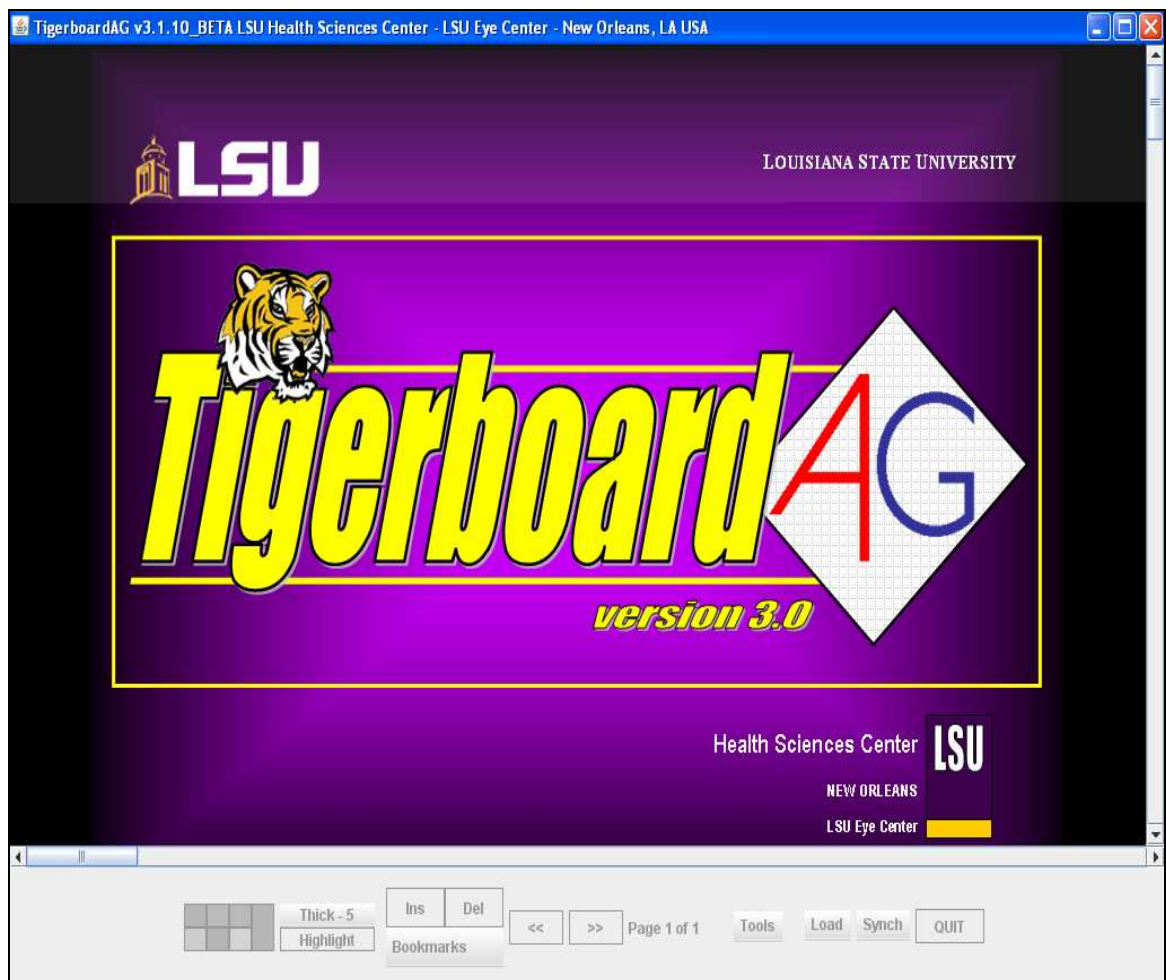 TigerboardAG v3.1.10_BETA LSU Health Sciences Center - LSU Eye Center - New Orleans, LA USA
LSU
LOUISIANA STATE UNIVERSITY
Tigerboard AG
version 3.0
Health Sciences Center
LSU
NEW ORLEANS
LSU Eye Center
Thick - 5
Highlight
Ins Del
Bookmarks
<< >> Page 1 of 1
Tools
Load Synch QUIT